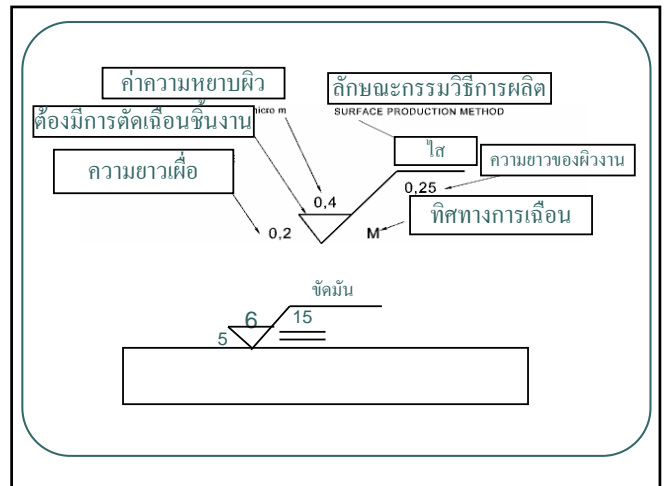 ค่าความหยาบผิว
ลักษณะกรรมวิธีการผลิต
micro m
SURFACE PRODUCTION METHOD
ต้องมีการตัดเฉือนชิ้นงาน
ไส
ความยาวของผิวงาน
ความยาวเผื่อ
0,25
0,4
ทิศทางการเฉือน
0,2
M
ขัดมัน
6
15
5